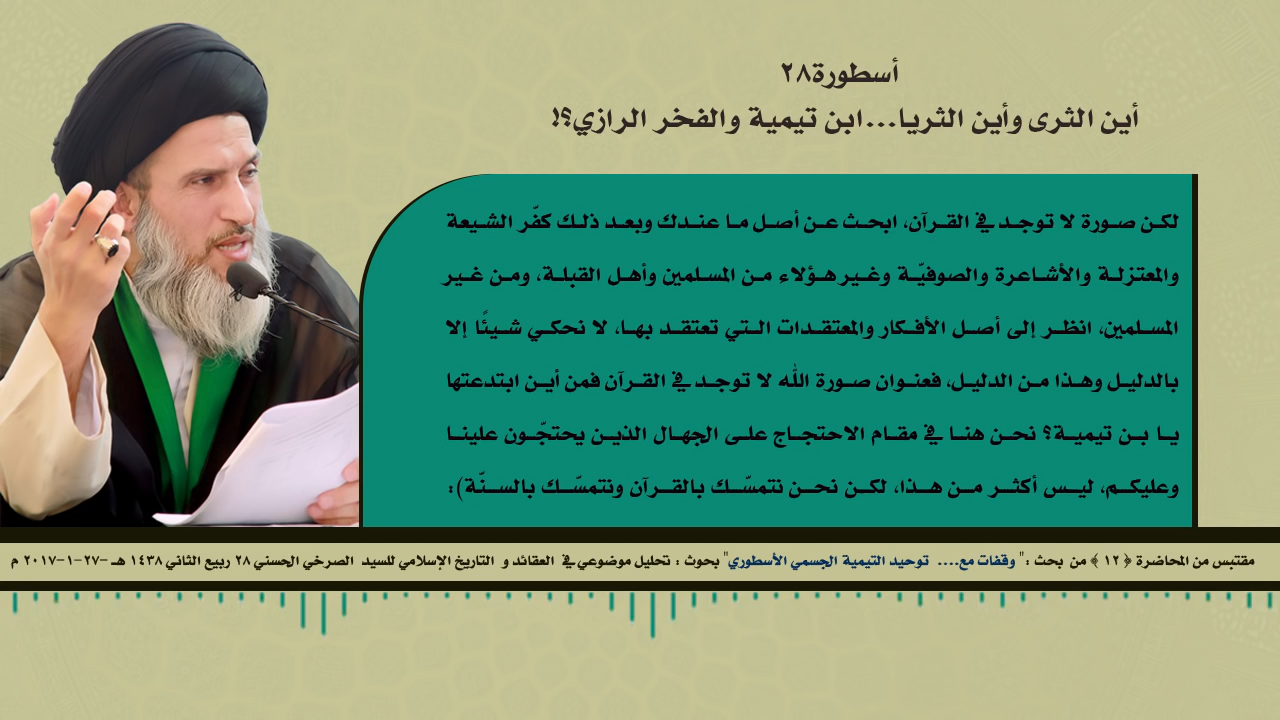 أسطورة٢٨
أين الثرى وأين الثريا...ابن تيمية والفخر الرازي؟!
لكن صورة لا توجد في القرآن، ابحث عن أصل ما عندك وبعد ذلك كفّر الشيعة
والمعتزلة والأشاعرة والصوفيّة وغير هؤلاء من المسلمين وأهل القبلة، ومن غير
المسلمين، انظر إلى أصل الأفكار والمعتقدات التي تعتقد بها، لا نحكي شيئًا إلا
بالدليل وهذا من الدليل، فعنوان صورة الله لا توجد في القرآن فمن أين ابتدعتها
يا بن تيمية؟ نحن هنا في مقام الاحتجاج على الجهال الذين يحتجّون علينا
وعليكم، ليس أكثر من هذا، لكن نحن نتمسّك بالقرآن ونتمسّك بالسنّة):
مقتبس من المحاضرة {١٢} من بحث : "وقفات مع.... توحيد التيمية الجسمي الأسطوري" بحوث : تحليل موضوعي في العقائد و التاريخ الإسلامي للسيد الصرخي الحسني ٢٨ ربيع الثاني ١٤٣٨ هـ -٢٧-١-٢٠١٧ م